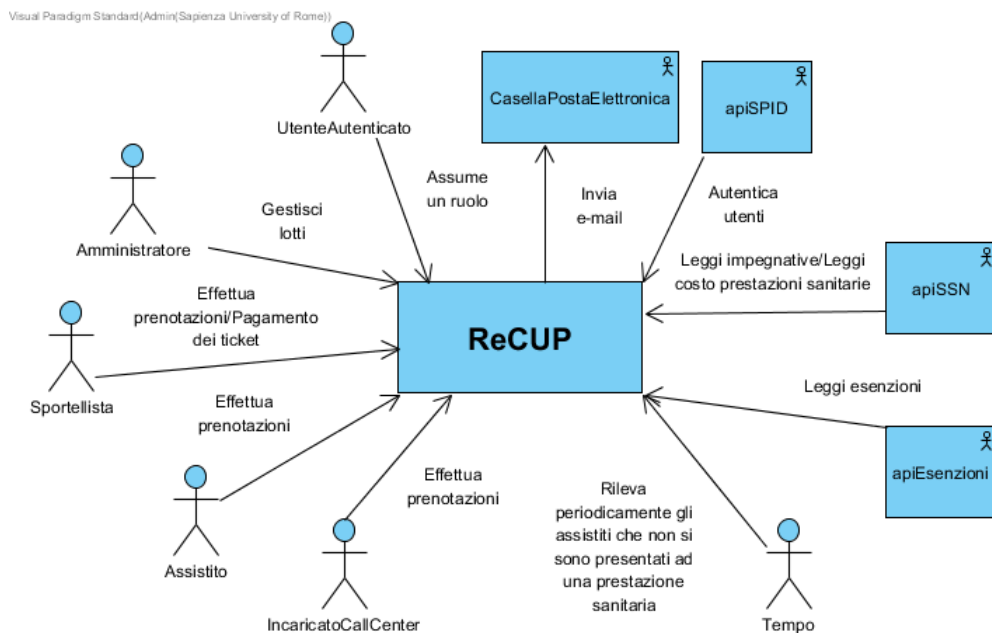 Visual Paradigm Standard(Admin(Sapienza University of Rome))
UtenteAutenticato
CasellaPostaElettronica
apiSPID
Amministratore
Gestisci
lotti
Assume
un ruolo
Invia
e-mail
Autentica
utenti
Leggi impegnative/Leggi
costo prestazioni sanitarie
apiSSN
Effettua
prenotazioni/Pagamento
dei ticket
ReCUP
Sportellista
Effettua
prenotazioni
Leggi esenzioni
apiEsenzioni
Assistito
Effettua
prenotazioni
IncaricatoCallCenter
Rileva
periodicamente gli
assistiti che non si
sono presentati ad
una prestazione
sanitaria
Tempo